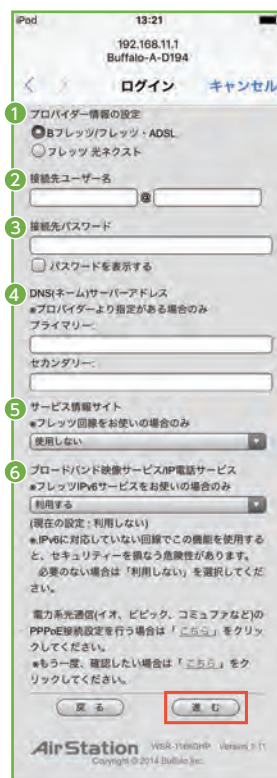 iPod 13:21
192.168.11.1
Buffalo-A-D194
ログイン キャンセル
1 プロバイダー情報の設定
Bフレッツ/フレッツ・ADSL
フレッツ 光ネクスト
2 接続先ユーザー名
@
3 接続先パスワード
パスワードを表示する
4 DNS(ネーム)サーバーアドレス
※プロバイダーより指定がある場合のみ
プライマリー:
セカンダリー:
5 サービス情報サイト
※フレッツ回線をお使いの場合のみ
使用しない
6 ブロードバンド映像サービス/IP電話サービス
※フレッツIPv6サービスをお使いの場合のみ
利用する
(現在の設定:利用しない)
※IPv6に対応していない回線でこの機能を使用する
と、セキュリティーを損なう危険性があります。
必要のない場合は「利用しない」を選択してくだ
さい。
電力系光通信(イオ、ピピック、コミュファなど)の
PPPoE接続設定を行う場合は「こちら」をクリッ
クしてください。
※もう一度、確認したい場合は「こちら」をク
リックしてください。
戻る 進む
AirStation WSR-1166DHP Version 1.11
Copyright © 2014 Buffalo Inc.